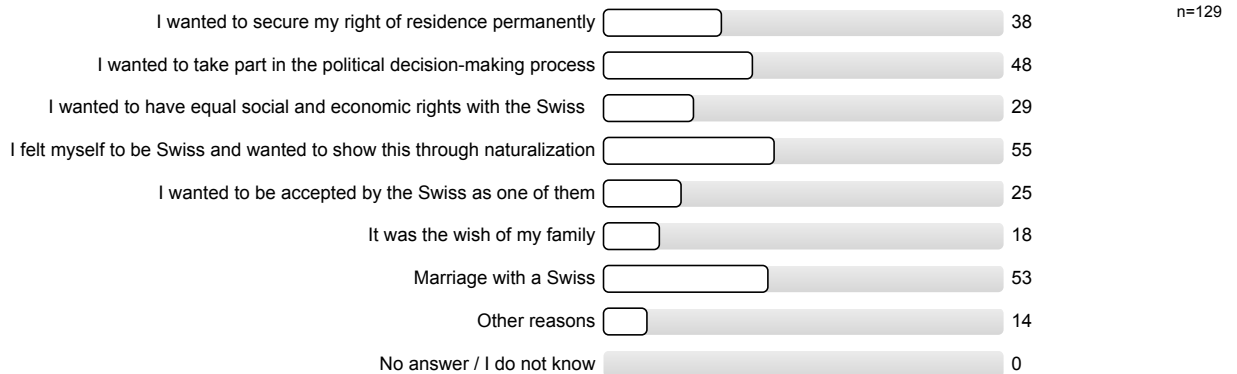 I wanted to secure my right of residence permanently 38 n=129
I wanted to take part in the political decision-making process 48
I wanted to have equal social and economic rights with the Swiss 29
I felt myself to be Swiss and wanted to show this through naturalization 55
I wanted to be accepted by the Swiss as one of them 25
It was the wish of my family 18
Marriage with a Swiss 53
Other reasons 14
No answer / I do not know 0